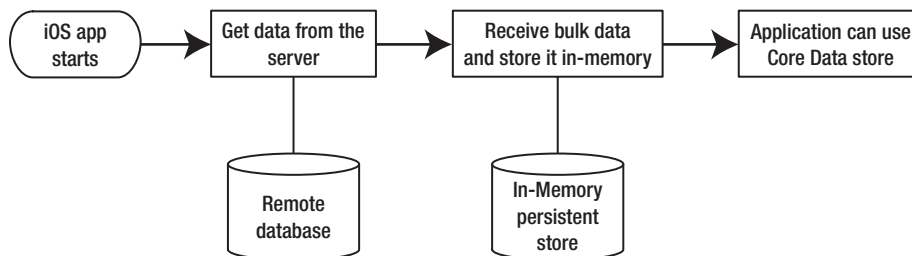 iOS app
starts
Get data from the
server
Receive bulk data
and store it in-memory
Application can use
Core Data store
Remote
database
In-Memory
persistent
store